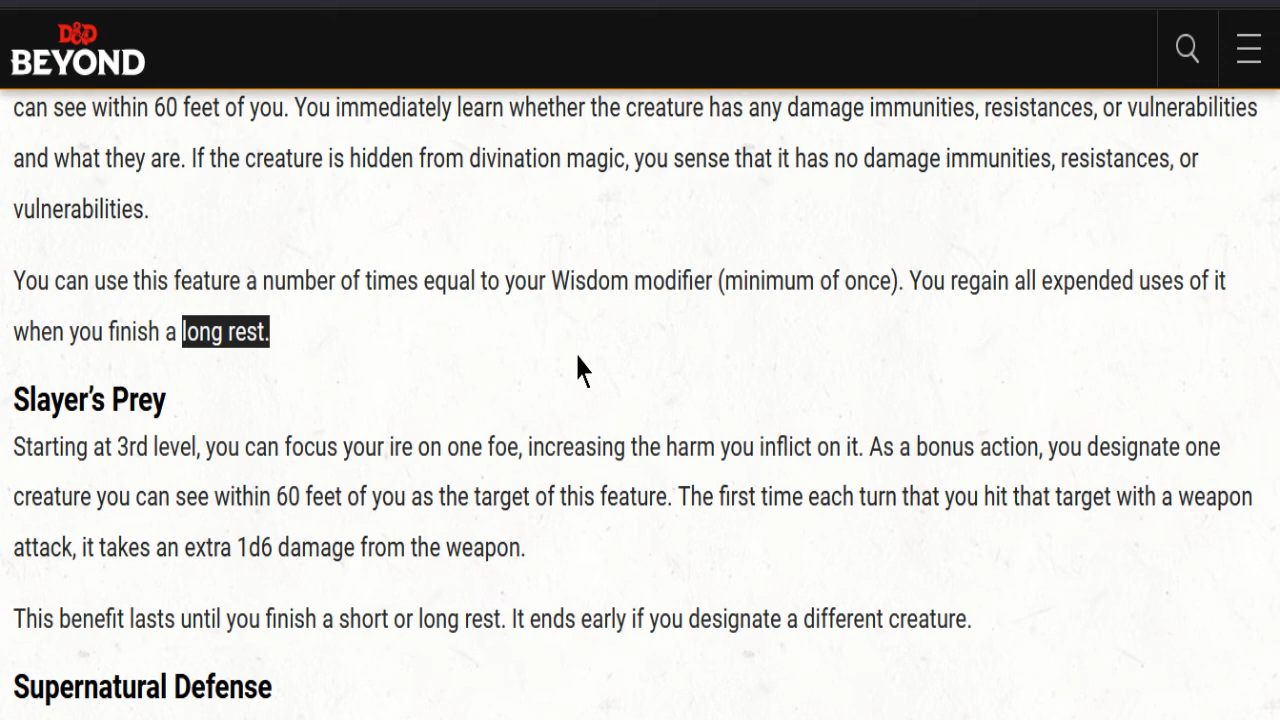 D&D
BEYOND
can see within 60 feet of you. You immediately learn whether the creature has any damage immunities, resistances, or vulnerabilities
and what they are. If the creature is hidden from divination magic, you sense that it has no damage immunities, resistances, or
vulnerabilities.
You can use this feature a number of times equal to your Wisdom modifier (minimum of once). You regain all expended uses of it
when you finish a long rest.
Slayer’s Prey
Starting at 3rd level, you can focus your ire on one foe, increasing the harm you inflict on it. As a bonus action, you designate one
creature you can see within 60 feet of you as the target of this feature. The first time each turn that you hit that target with a weapon
attack, it takes an extra 1d6 damage from the weapon.
This benefit lasts until you finish a short or long rest. It ends early if you designate a different creature.
Supernatural Defense